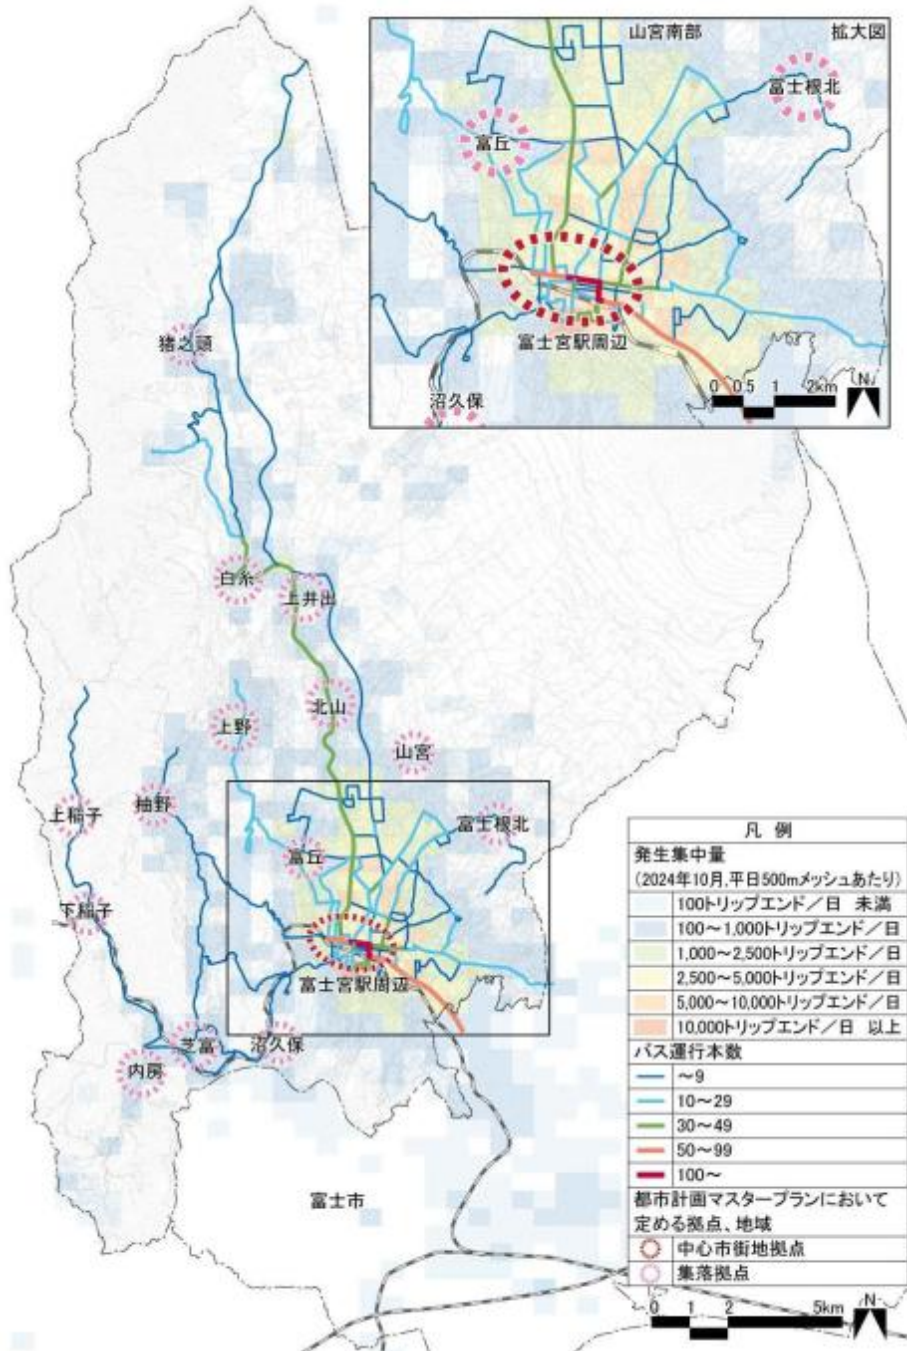 山宮南部
拡大図
富士根北
富丘
富士宮駅周辺
沼久保
0 0.5 1 2km
N
猪之頭
白糸
上井出
北山
上野
山宮
上稲子
柚野
富士根北
富丘
下稲子
富士宮駅周辺
芝富
沼久保
内房
富士市
凡 例
発生集中量
(2024年10月,平日500mメッシュあたり)
100トリップエンド/日 未満
100~1,000トリップエンド/日
1,000~2,500トリップエンド/日
2,500~5,000トリップエンド/日
5,000~10,000トリップエンド/日
10,000トリップエンド/日 以上
バス運行本数
~9
10~29
30~49
50~99
100~
都市計画マスタープランにおいて
定める拠点、地域
中心市街地拠点
集落拠点
0 1 2 5km
N